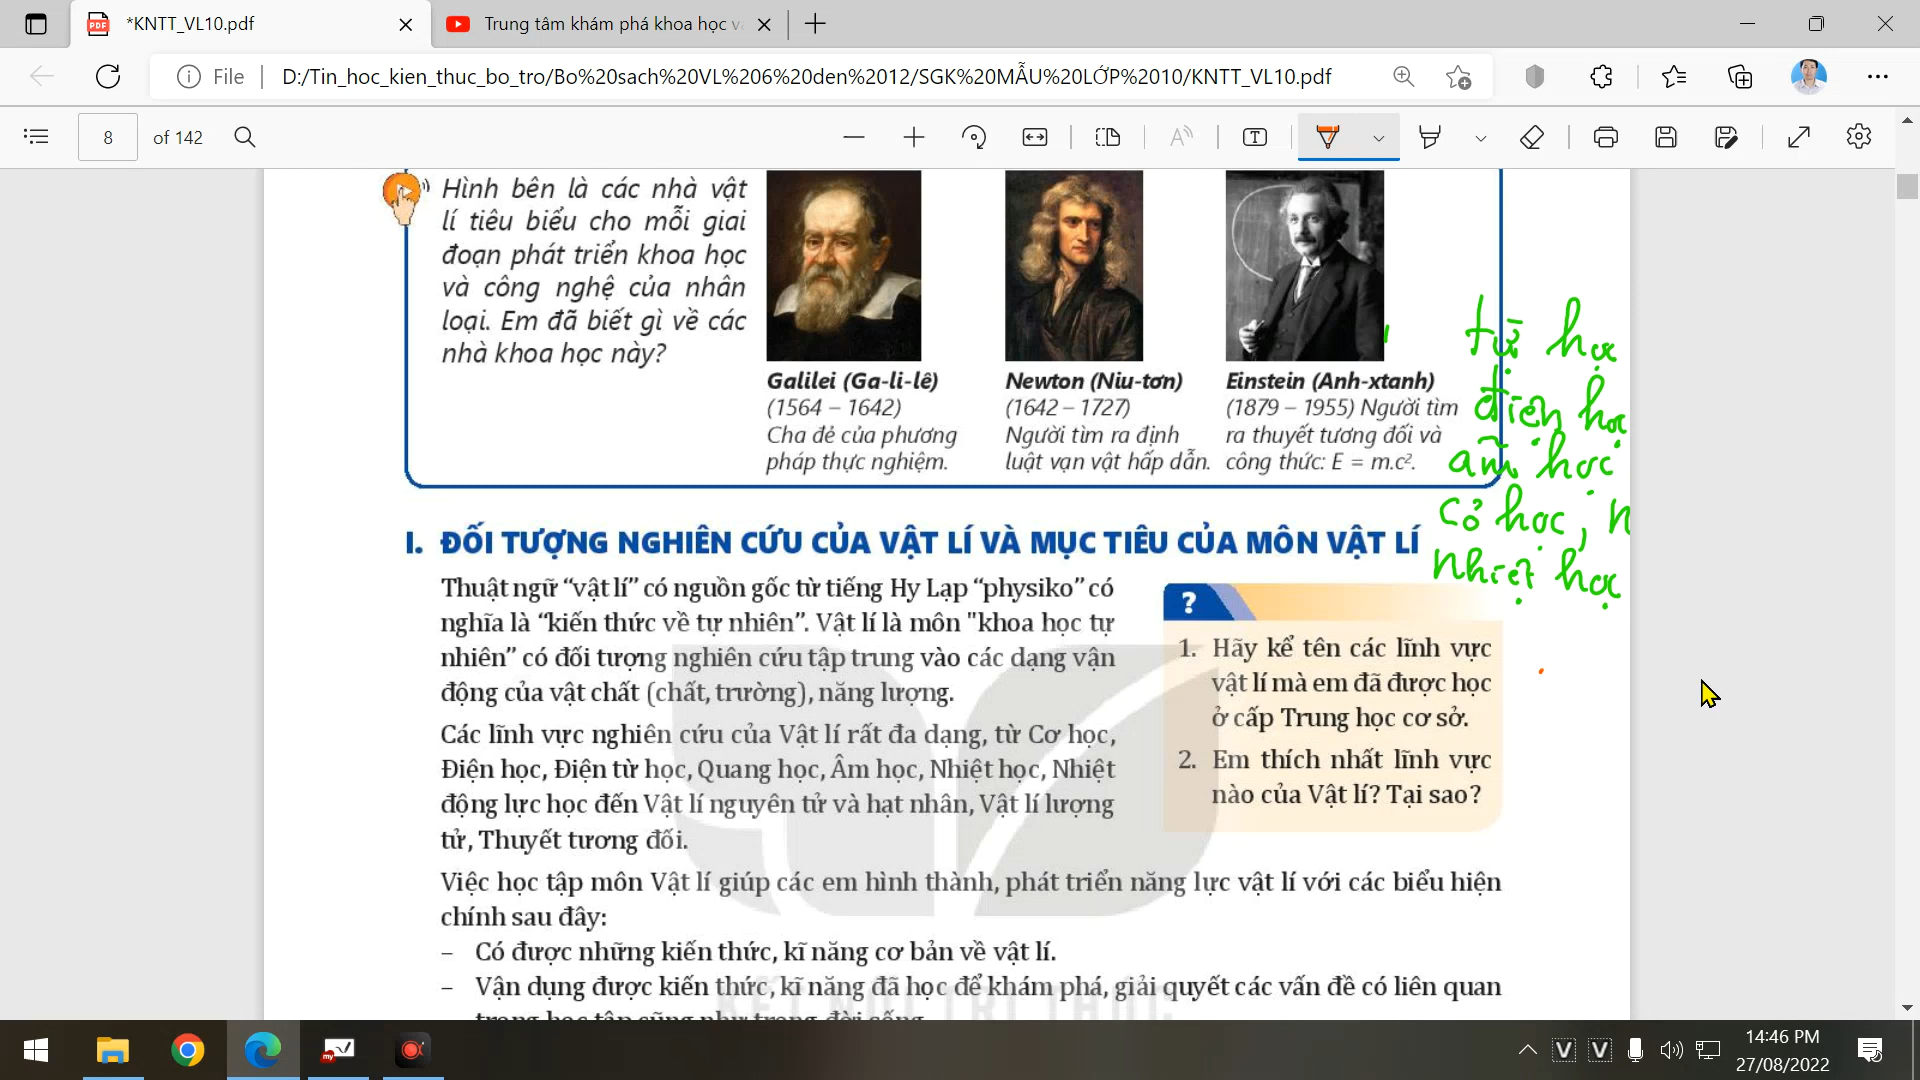 *KNTT_VL10.pdf
Trung tâm khám phá khoa học v
File
D:/Tin_hoc_kien_thuc_bo_tro/Bo%20sach%20VL%206%20den%2012/SGK%20MẪU%20LỚP%2010/KNTT_VL10.pdf
8 of 142
Hình bên là các nhà vật
lí tiêu biểu cho mỗi giai
đoạn phát triển khoa học
và công nghệ của nhân
loại. Em đã biết gì về các
nhà khoa học này?
Galilei (Ga-li-lê)
(1564 – 1642)
Cha đẻ của phương
pháp thực nghiệm.
Newton (Niu-tơn)
(1642 – 1727)
Người tìm ra định
luật vạn vật hấp dẫn.
Einstein (Anh-xtanh)
(1879 – 1955) Người tìm
ra thuyết tương đối và
công thức: E = m.c².
từ học
điện học
âm học
cơ học, n
nhiệt học
I. ĐỐI TƯỢNG NGHIÊN CỨU CỦA VẬT LÍ VÀ MỤC TIÊU CỦA MÔN VẬT LÍ
Thuật ngữ “vật lí” có nguồn gốc từ tiếng Hy Lạp “physiko” có
nghĩa là “kiến thức về tự nhiên”. Vật lí là môn "khoa học tự
nhiên” có đối tượng nghiên cứu tập trung vào các dạng vận
động của vật chất (chất, trường), năng lượng.
Các lĩnh vực nghiên cứu của Vật lí rất đa dạng, từ Cơ học,
Điện học, Điện từ học, Quang học, Âm học, Nhiệt học, Nhiệt
động lực học đến Vật lí nguyên tử và hạt nhân, Vật lí lượng
tử, Thuyết tương đối.
?
1. Hãy kể tên các lĩnh vực
vật lí mà em đã được học
ở cấp Trung học cơ sở.
2. Em thích nhất lĩnh vực
nào của Vật lí? Tại sao?
Việc học tập môn Vật lí giúp các em hình thành, phát triển năng lực vật lí với các biểu hiện
chính sau đây:
– Có được những kiến thức, kĩ năng cơ bản về vật lí.
– Vận dụng được kiến thức, kĩ năng đã học để khám phá, giải quyết các vấn đề có liên quan
trong học tập cũng như trong đời sống.
KẾT NỐI TRI THỨC
14:46 PM
27/08/2022